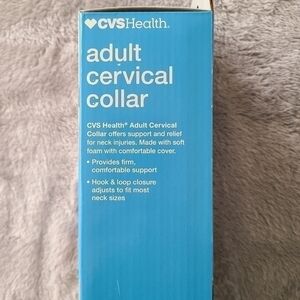 CVSHealth.
adult
cervical
collar
CVS Health® Adult Cervical
Collar offers support and relief
for neck injuries. Made with soft
foam with comfortable cover.
• Provides firm,
comfortable support
• Hook & loop closure
adjusts to fit most
neck sizes